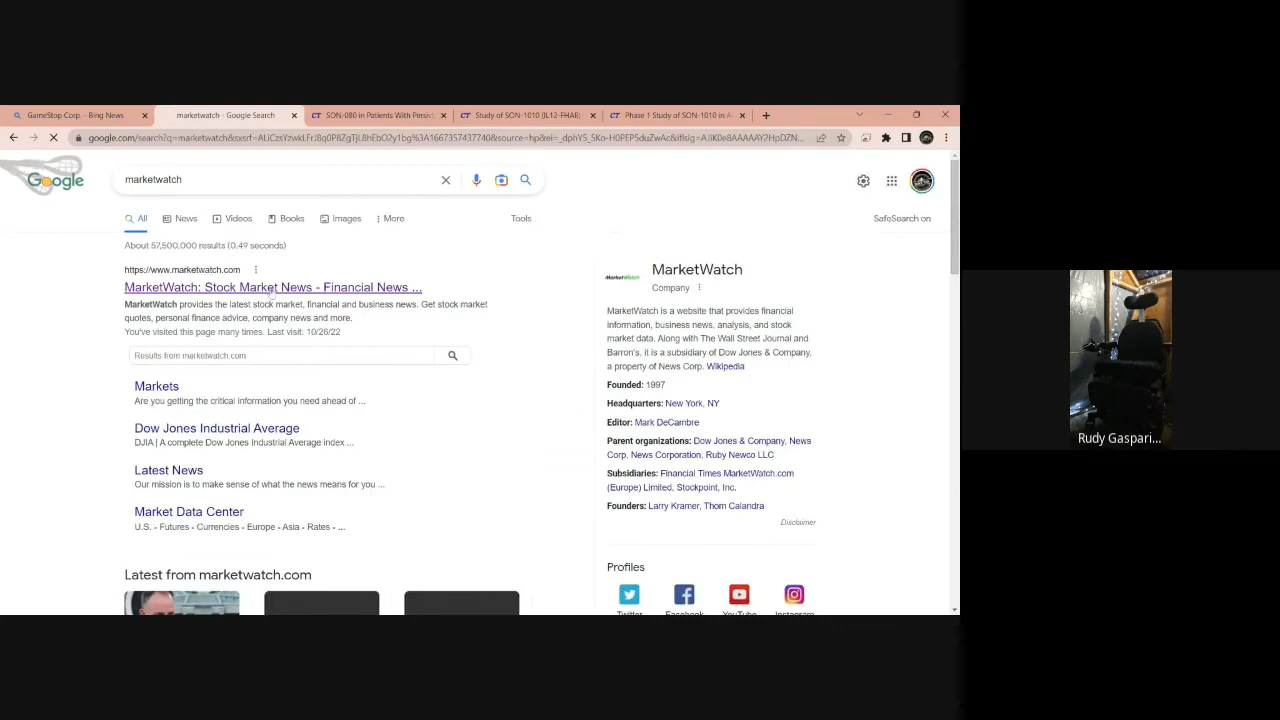 GameStop Corp. - Bing News
marketwatch - Google Search
SON-080 in Patients With Persist
Study of SON-1010 (IL12-FHAB)
Phase 1 Study of SON-1010 in A
Google
marketwatch
All
News
Videos
Books
Images
More
Tools
SafeSearch on
About 57,500,000 results (0.49 seconds)
https://www.marketwatch.com
MarketWatch: Stock Market News - Financial News ...
MarketWatch provides the latest stock market, financial and business news. Get stock market
quotes, personal finance advice, company news and more.
You've visited this page many times. Last visit: 10/26/22
Results from marketwatch.com
Markets
Are you getting the critical information you need ahead of ...
Dow Jones Industrial Average
DJIA | A complete Dow Jones Industrial Average index ...
Latest News
Our mission is to make sense of what the news means for you ...
Market Data Center
U.S. - Futures - Currencies - Europe - Asia - Rates - ...
Latest from marketwatch.com
MarketWatch
MarketWatch
Company
MarketWatch is a website that provides financial
information, business news, analysis, and stock
market data. Along with The Wall Street Journal and
Barron's, it is a subsidiary of Dow Jones & Company,
a property of News Corp. Wikipedia
Founded: 1997
Headquarters: New York, NY
Editor: Mark DeCambre
Parent organizations: Dow Jones & Company, News
Corp, News Corporation, Ruby Newco LLC
Subsidiaries: Financial Times MarketWatch.com
(Europe) Limited, Stockpoint, Inc.
Founders: Larry Kramer, Thom Calandra
Disclaimer
Profiles
Twitter
Facebook
YouTube
Instagram
Rudy Gaspari...